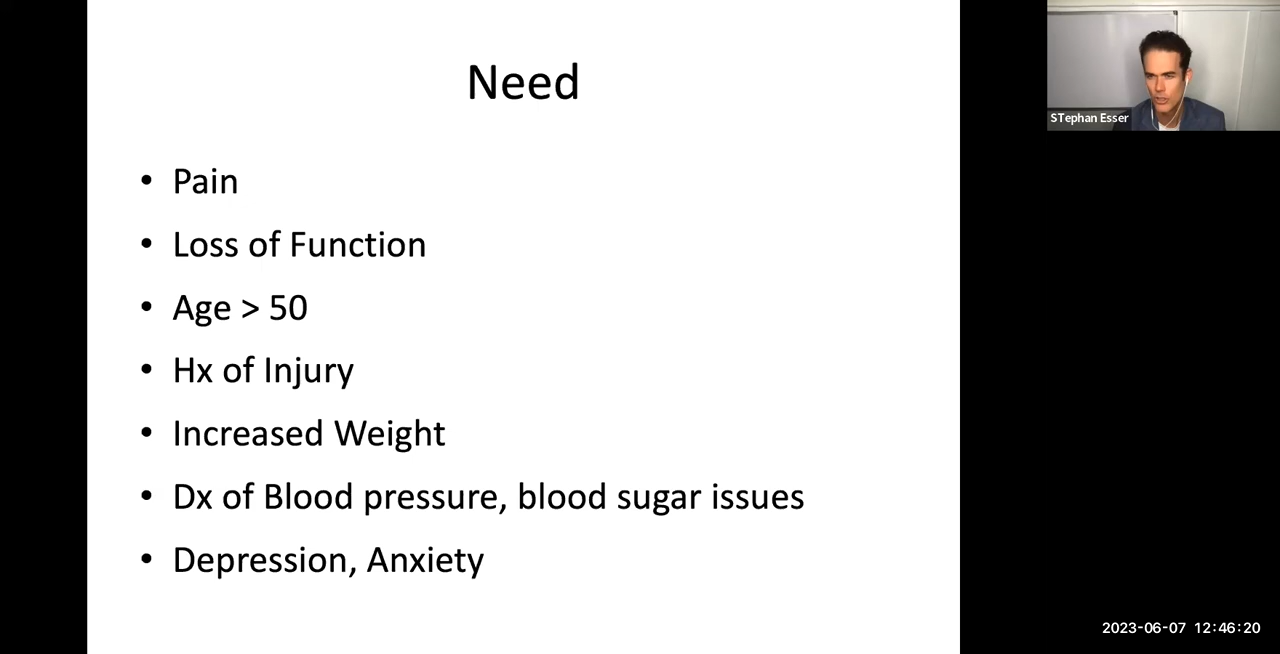 Need
• Pain
• Loss of Function
• Age > 50
• Hx of Injury
• Increased Weight
• Dx of Blood pressure, blood sugar issues
• Depression, Anxiety
STephan Esser
2023-06-07 12:46:20